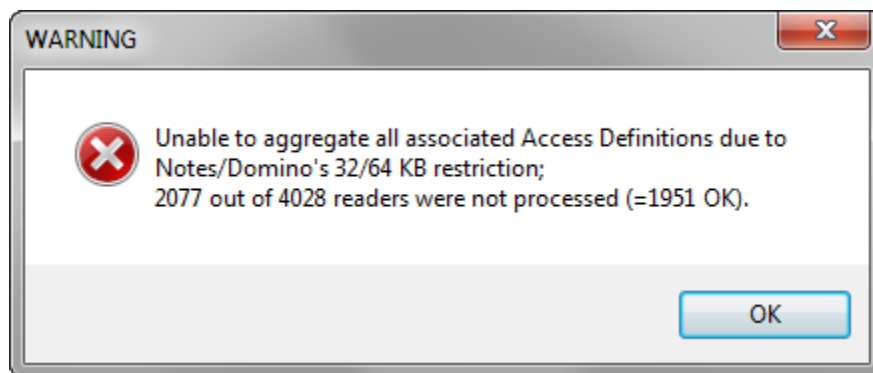 WARNING
Unable to aggregate all associated Access Definitions due to
Notes/Domino's 32/64 KB restriction;
2077 out of 4028 readers were not processed (=1951 OK).
OK